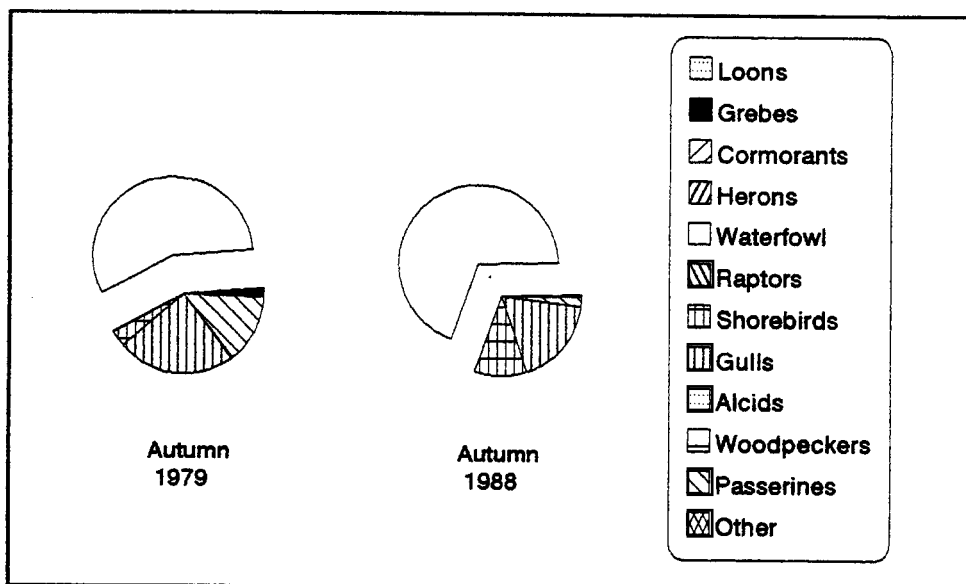 Loons
Grebes
Cormorants
Herons
Waterfowl
Raptors
Shorebirds
Gulls
Alcids
Woodpeckers
Passerines
Other
Autumn
1979
Autumn
1988